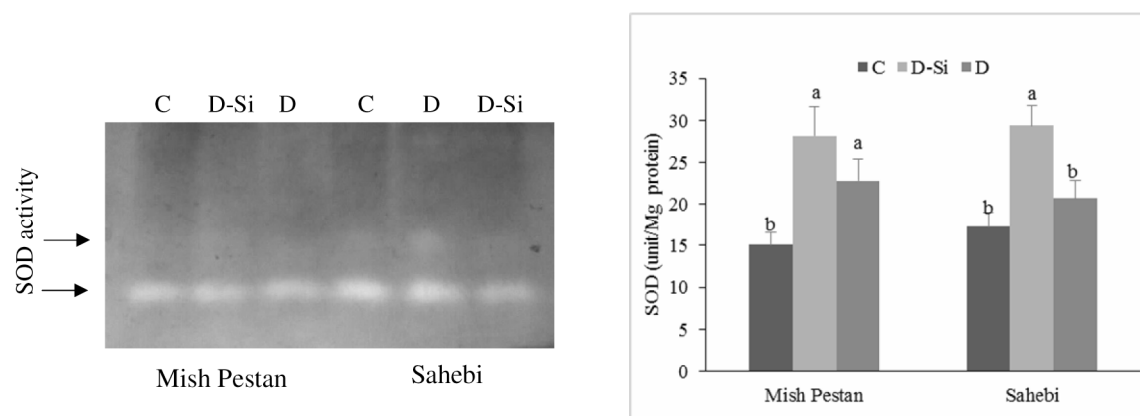 C D-Si D C D D-Si
SOD activity
Mish Pestan Sahebi
C D-Si D
SOD (unit/Mg protein)
35
30
25
20
15
10
5
0
a
a
b
a
b
b
Mish Pestan Sahebi